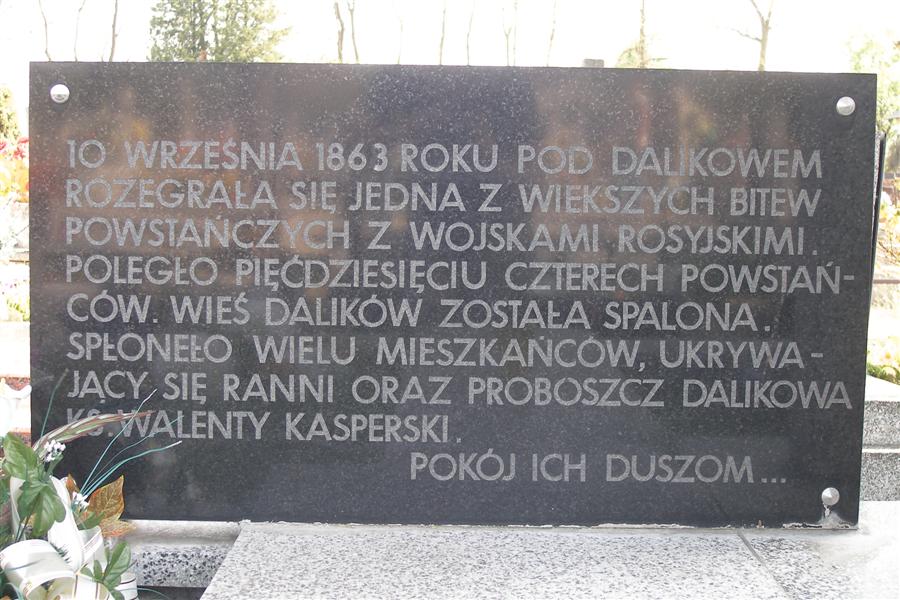 10 WRZEŚNIA 1863 ROKU POD DALIKOWEM
ROZEGRAŁA SIĘ JEDNA Z WIEKSZYCH BITEW
POWSTAŃCZYCH Z WOJSKAMI ROSYJSKIMI.
POLEGŁO PIĘĆDZIESIĘCIU CZTERECH POWSTAŃ-
CÓW. WIEŚ DALIKÓW ZOSTAŁA SPALONA.
SPŁONEŁO WIELU MIESZKAŃCÓW, UKRYWA-
JĄCY SIĘ RANNI ORAZ PROBOSZCZ DALIKOWA
KS. WALENTY KASPERSKI.
POKÓJ ICH DUSZOM...